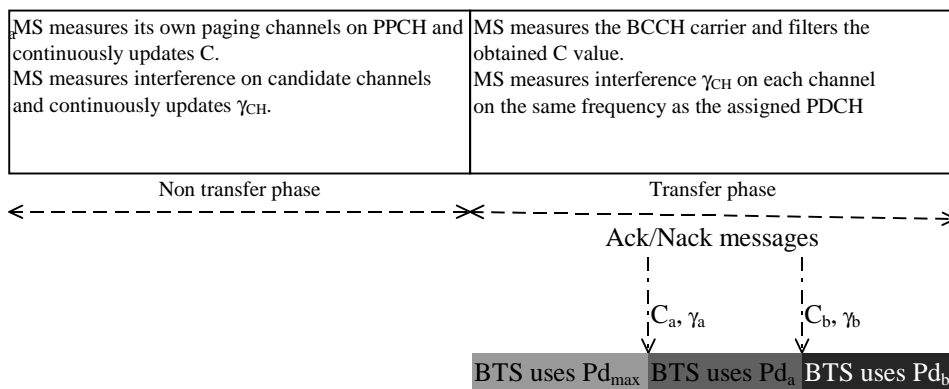 a
MS measures its own paging channels on PPCH and
continuously updates C.
MS measures interference on candidate channels
and continuously updates γCH.
MS measures the BCCH carrier and filters the
obtained C value.
MS measures interference γCH on each channel
on the same frequency as the assigned PDCH
Non transfer phase
Transfer phase
Ack/Nack messages
Ca, γa
Cb, γb
BTS uses Pdmax
BTS uses Pda
BTS uses Pdb